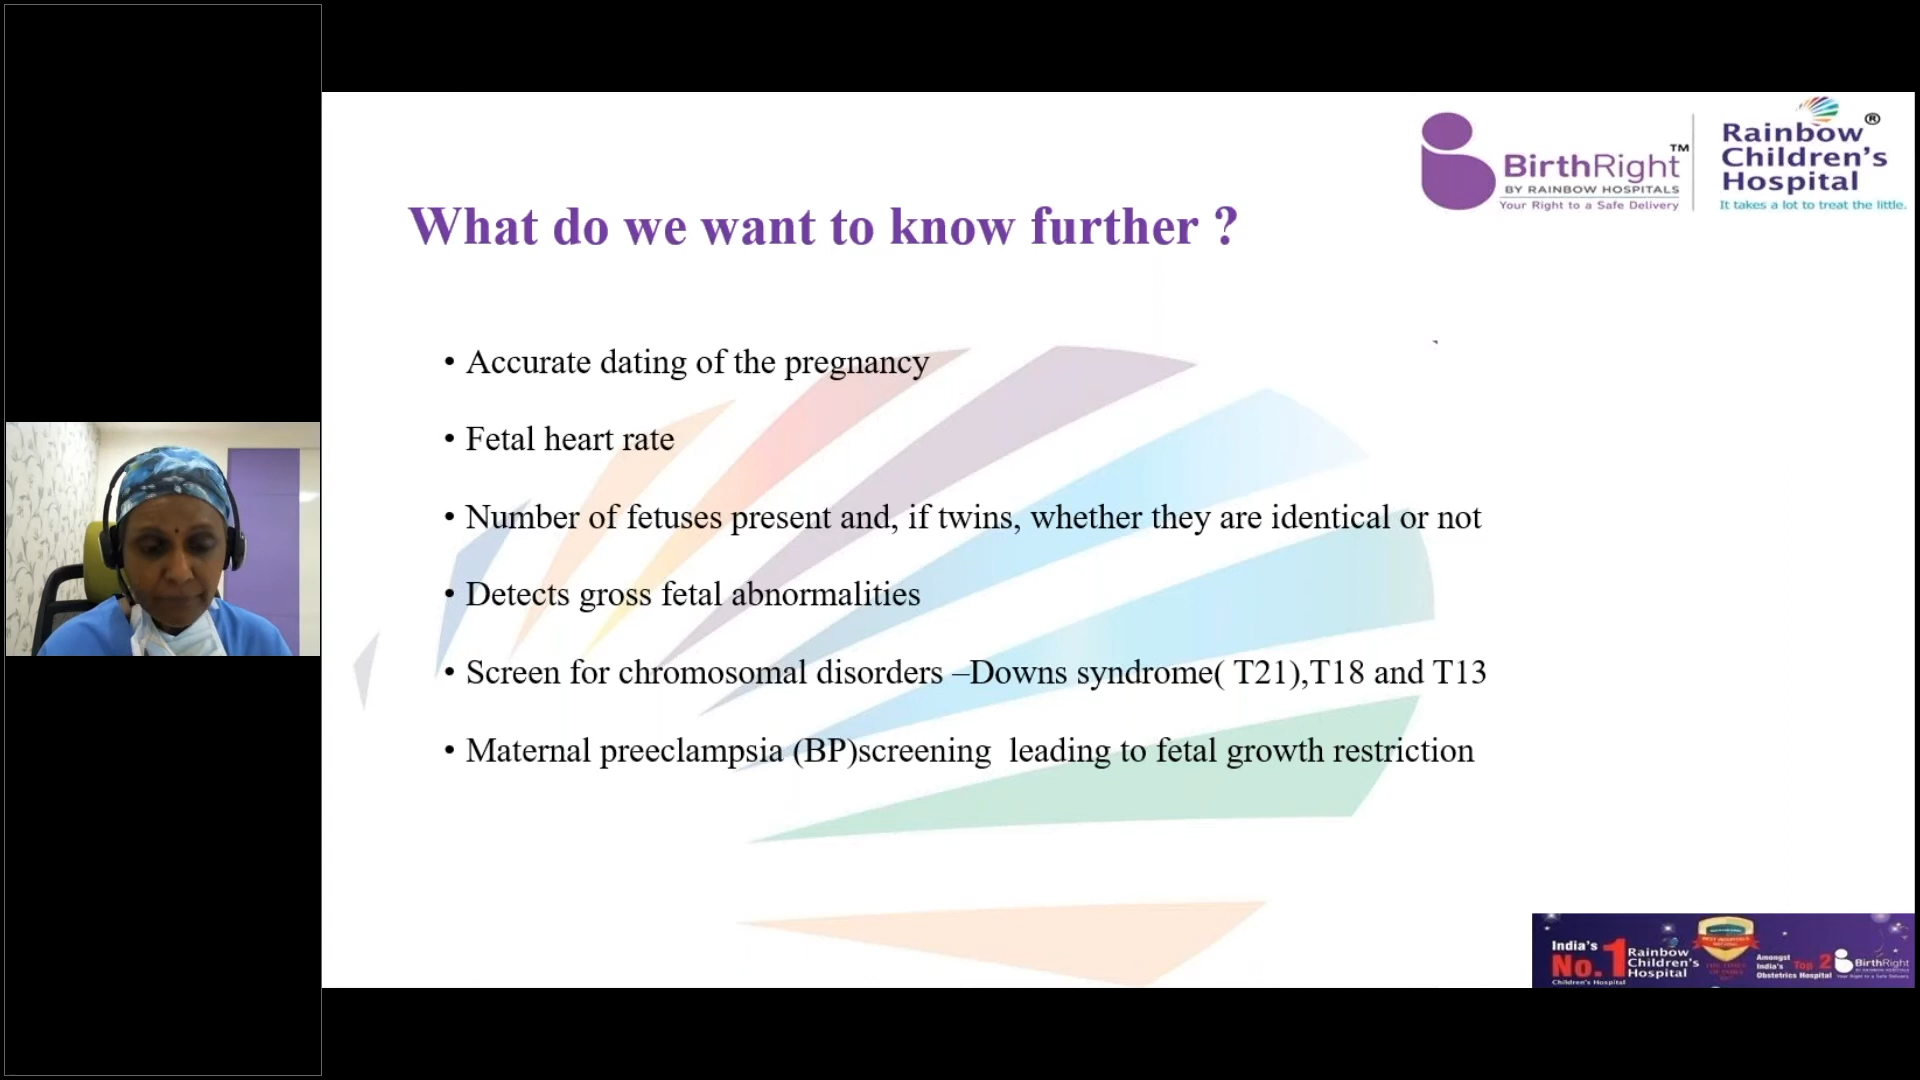 BirthRight™
BY RAINBOW HOSPITALS
Your Right to a Safe Delivery
Rainbow®
Children's
Hospital
It takes a lot to treat the little.
What do we want to know further ?
• Accurate dating of the pregnancy
• Fetal heart rate
• Number of fetuses present and, if twins, whether they are identical or not
• Detects gross fetal abnormalities
• Screen for chromosomal disorders –Downs syndrome( T21),T18 and T13
• Maternal preeclampsia (BP)screening  leading to fetal growth restriction
India's
No.1
Children's Hospital
Rainbow
Children's
Hospital
Amongst
India's Top 2
Obstetrics Hospital
BirthRight